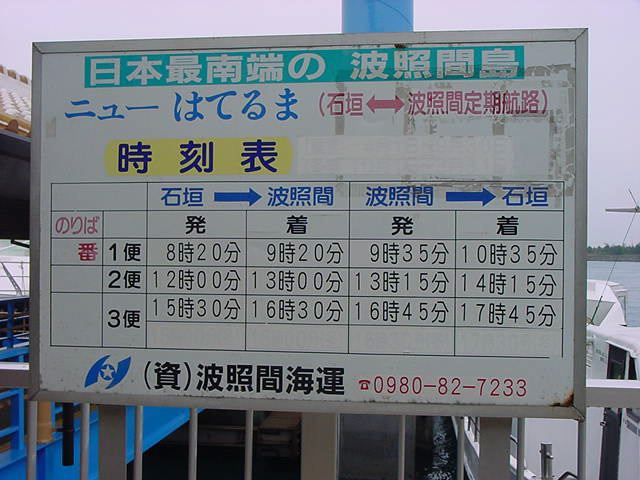 日本最南端の 波照間島
ニューはてるま (石垣↔波照間定期航路)
時刻表
石垣→波照間 波照間→石垣
のりば 発 着 発 着
番 1便 8時20分 9時20分 9時35分 10時35分
2便 12時00分 13時00分 13時15分 14時15分
3便 15時30分 16時30分 16時45分 17時45分
(資)波照間海運 ☎0980-82-7233